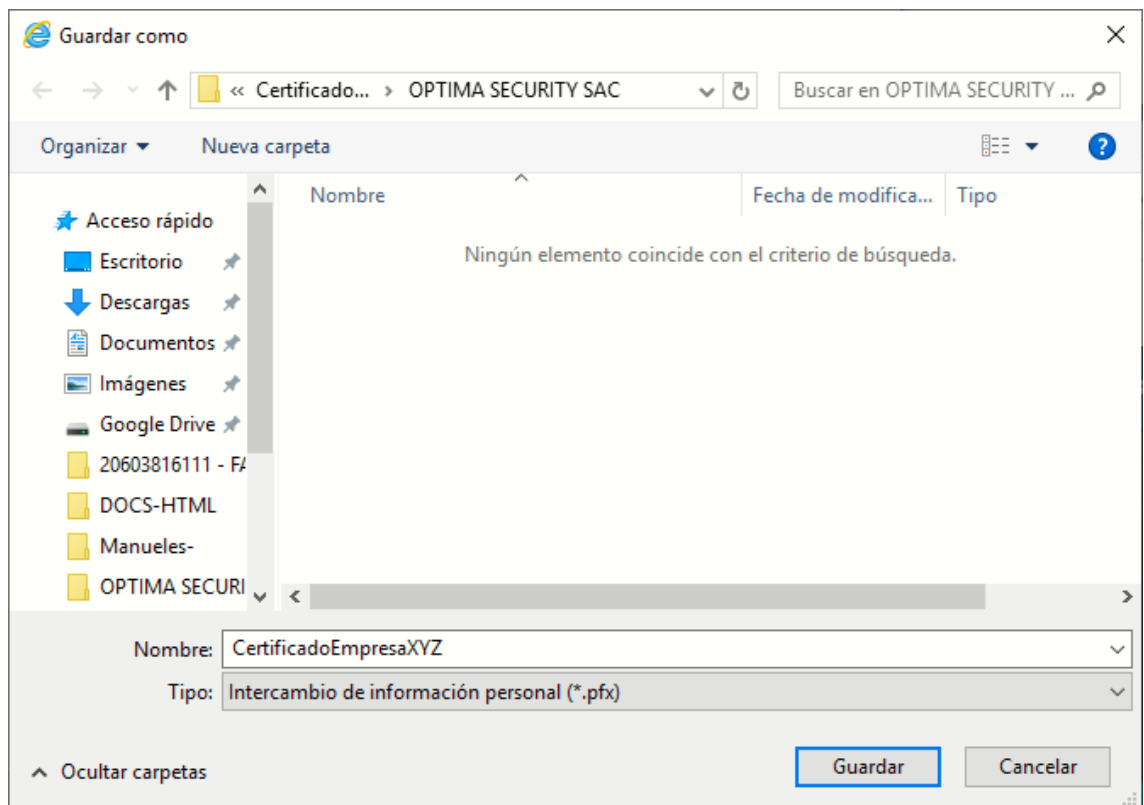 Guardar como
« Certificado... › OPTIMA SECURITY SAC
Buscar en OPTIMA SECURITY ...
Organizar
Nueva carpeta
?
Nombre
Fecha de modifica...
Tipo
Ningún elemento coincide con el criterio de búsqueda.
Acceso rápido
Escritorio
Descargas
Documentos
Imágenes
Google Drive
20603816111 - FA
DOCS-HTML
Manueles-
OPTIMA SECURI
Nombre: CertificadoEmpresaXYZ
Tipo: Intercambio de información personal (*.pfx)
Ocultar carpetas
Guardar
Cancelar